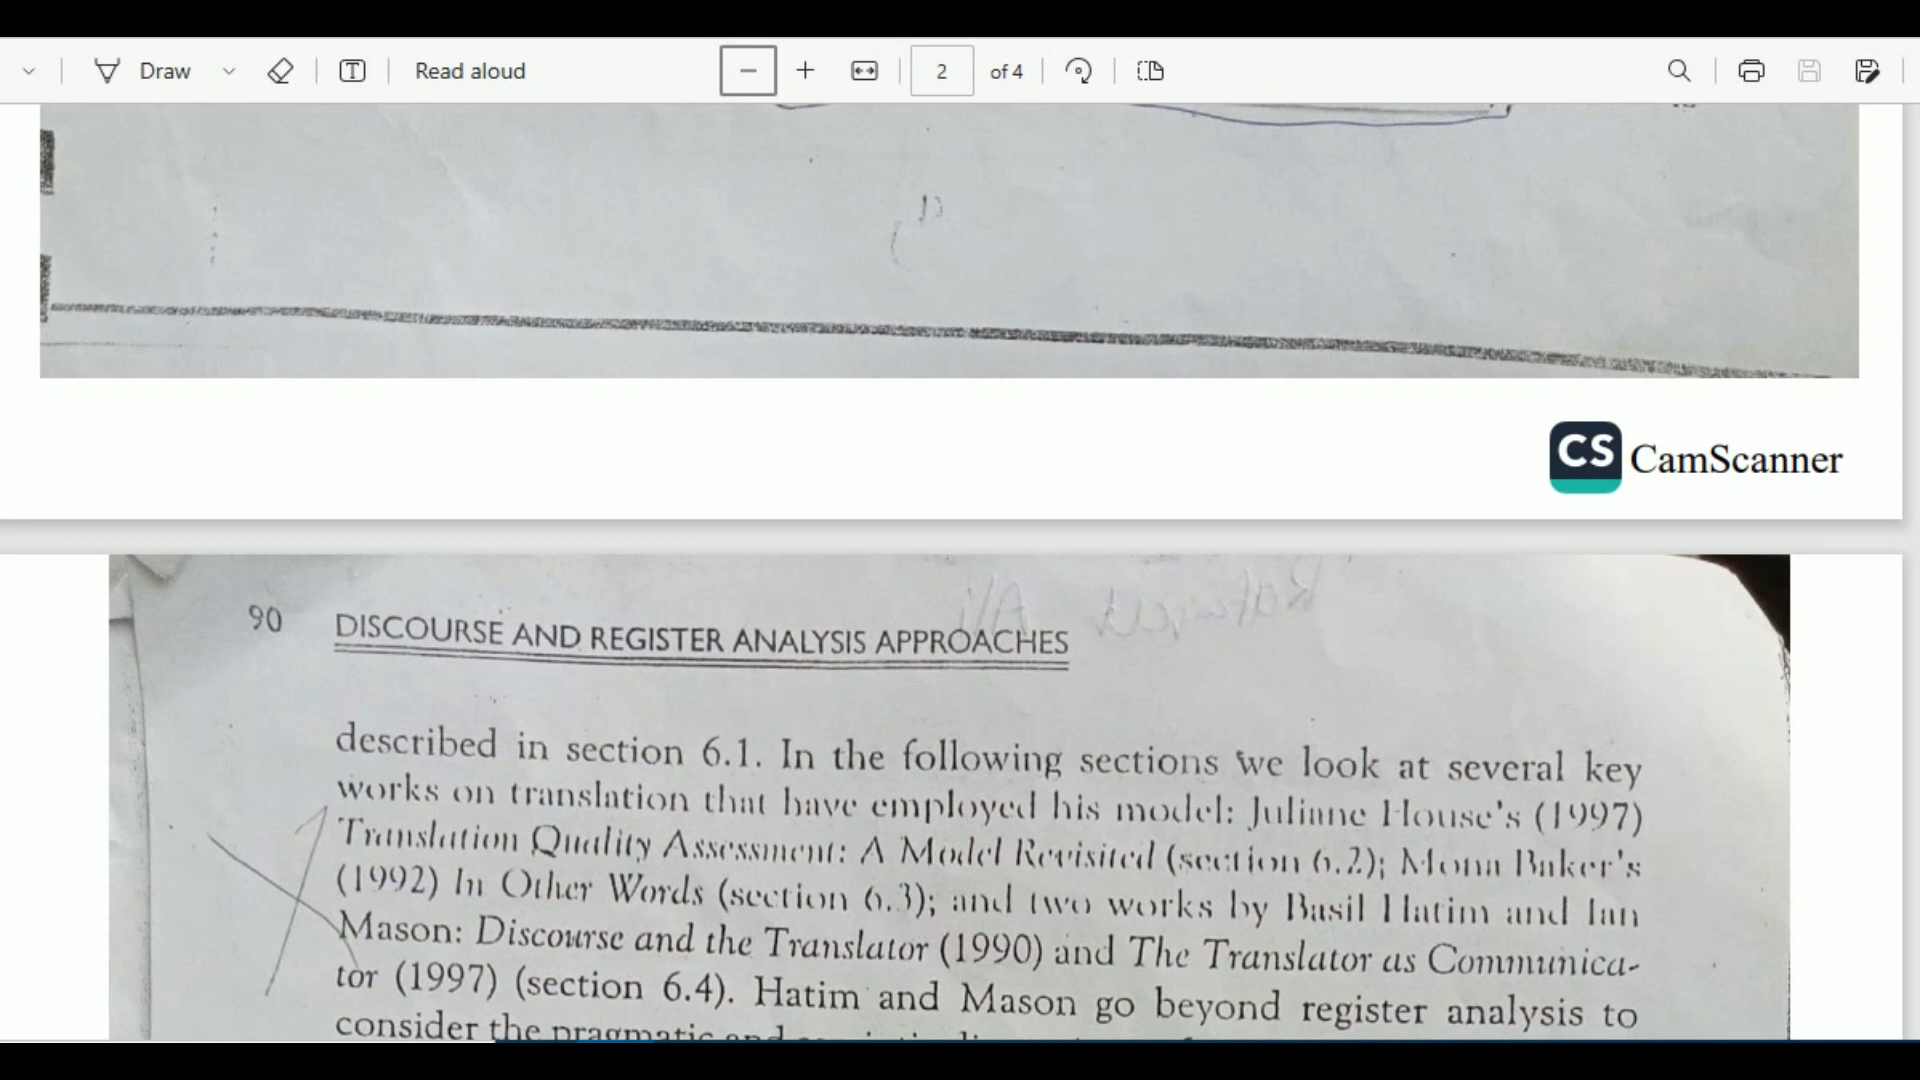 Draw
Read aloud
2
of 4
CS CamScanner
90 DISCOURSE AND REGISTER ANALYSIS APPROACHES
described in section 6.1. In the following sections we look at several key
works on translation that have employed his model: Juliane House's (1997)
Translation Quality Assessment: A Model Revisited (section 6.2); Mona Baker's
(1992) In Other Words (section 6.3); and two works by Basil Hatim and Ian
Mason: Discourse and the Translator (1990) and The Translator as Communica-
tor (1997) (section 6.4). Hatim and Mason go beyond register analysis to
consider the pragmatic and